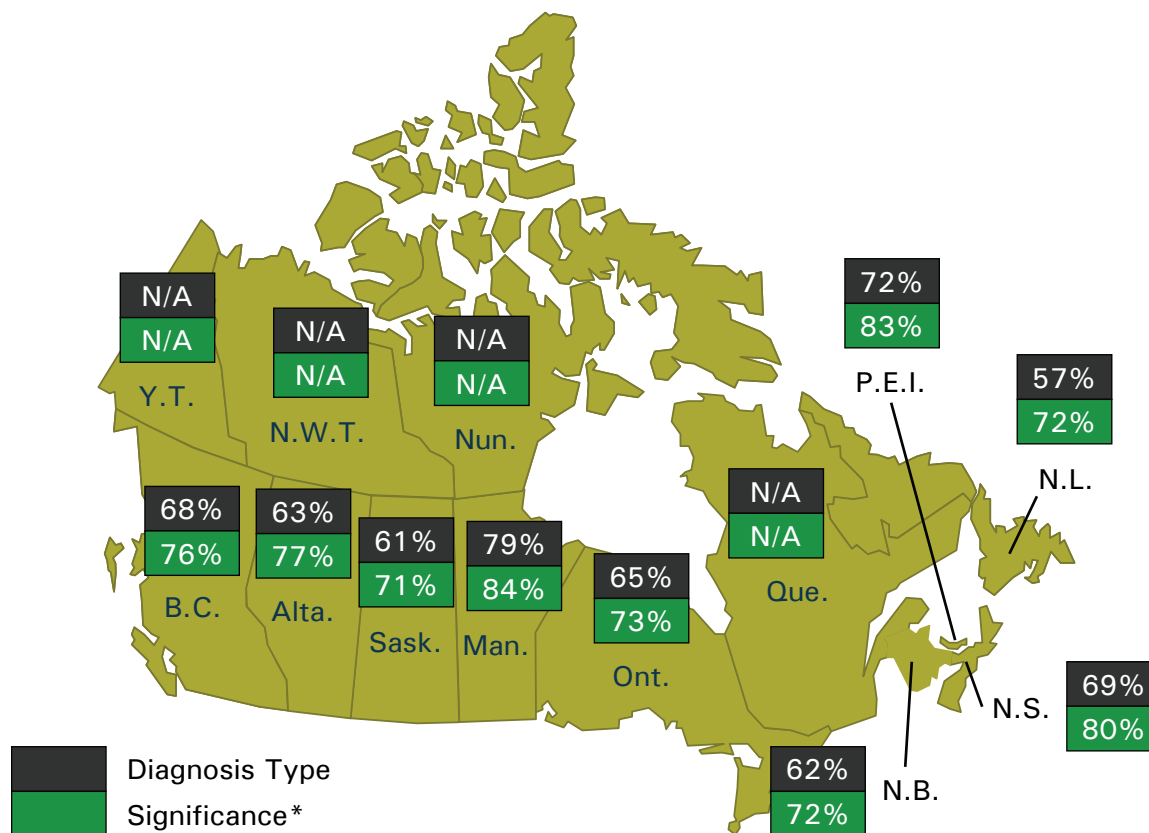 72%
83%
P.E.I.
N/A
N/A
Y.T.
N/A
N/A
N.W.T.
N/A
N/A
Nun.
57%
72%
N.L.
68%
76%
B.C.
63%
77%
Alta.
61%
71%
Sask.
79%
84%
Man.
65%
73%
Ont.
N/A
N/A
Que.
69%
80%
N.S.
62%
72%
N.B.
Diagnosis Type
Significance*